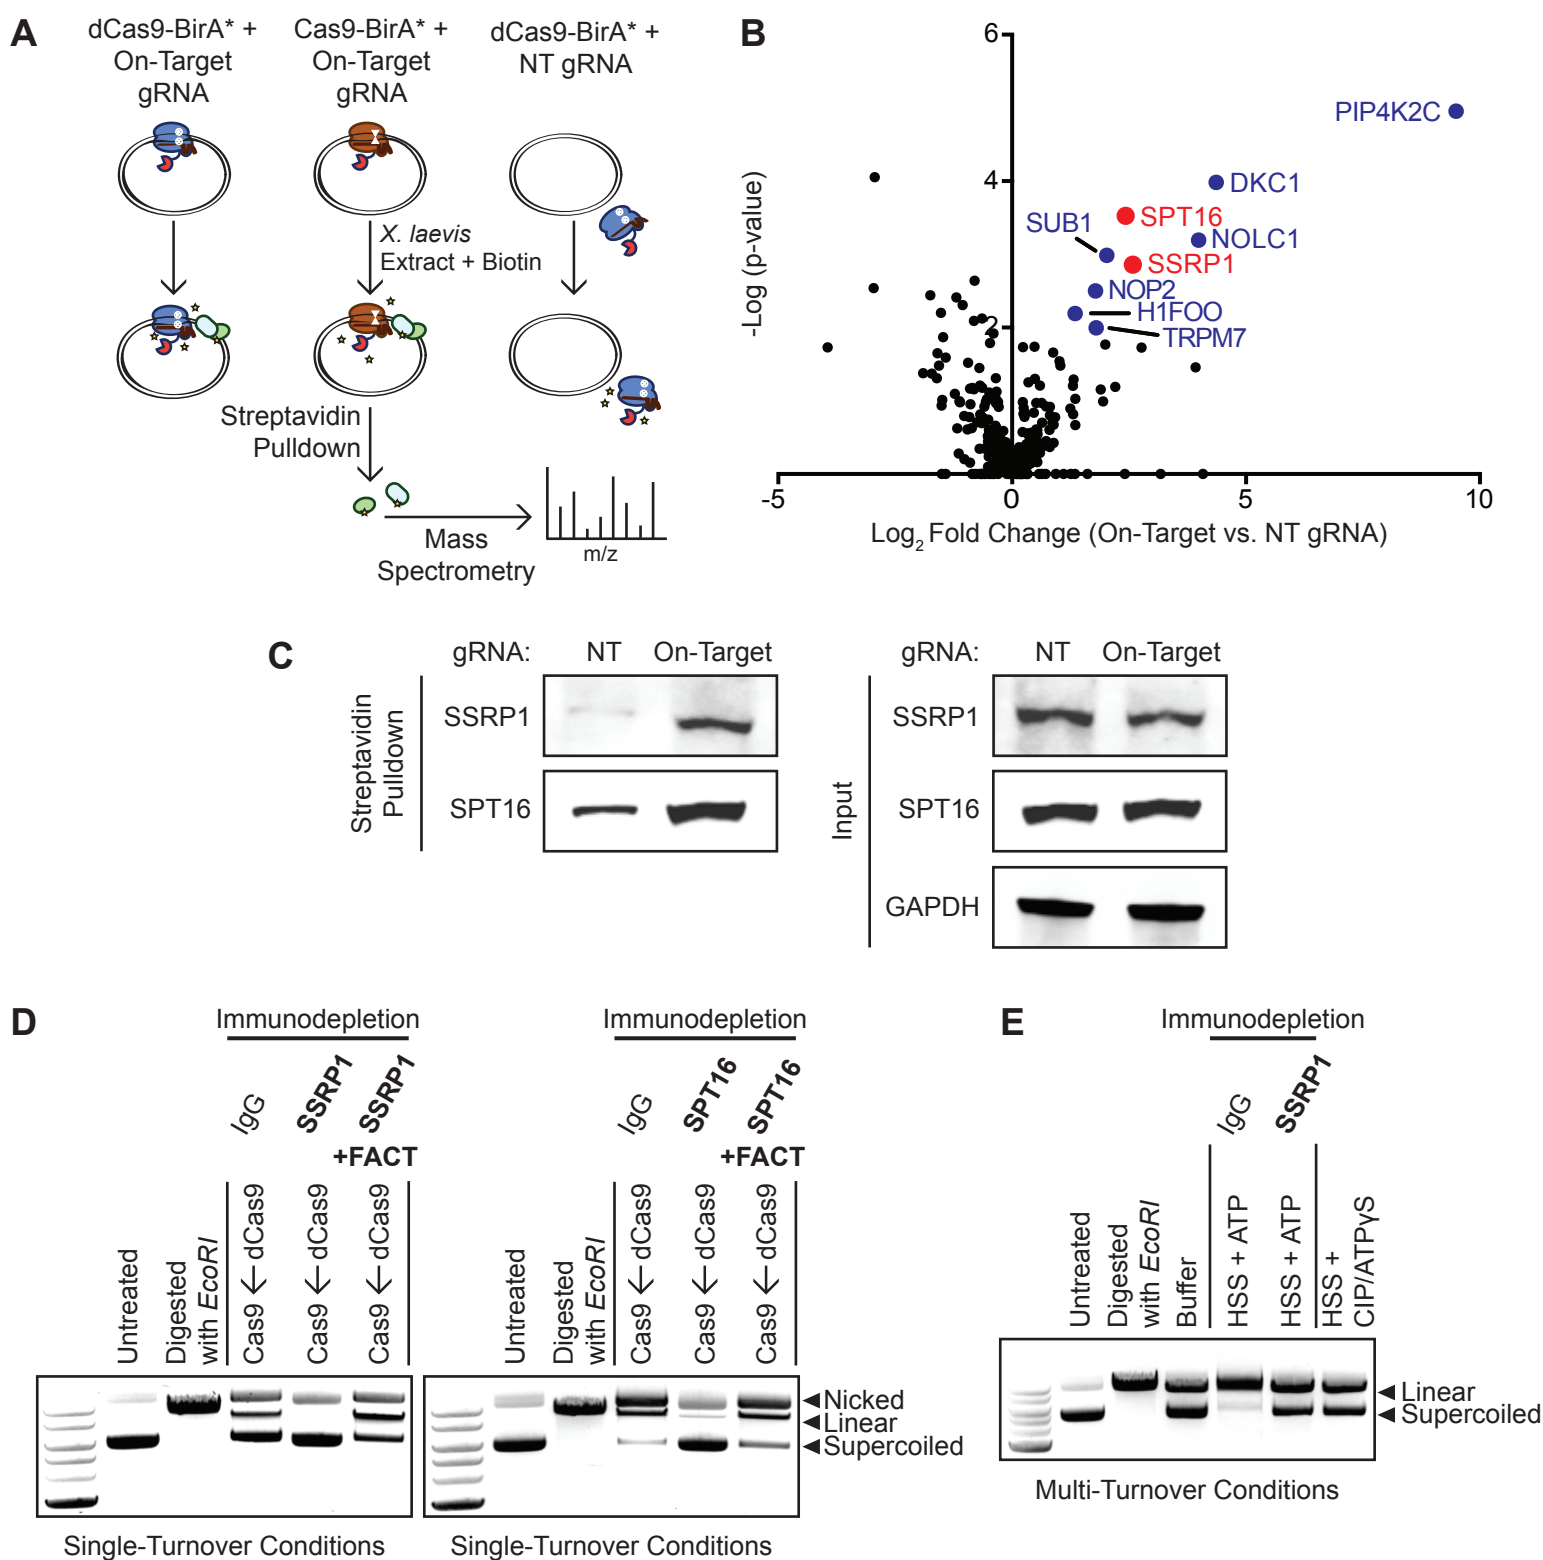 A
dCas9-BirA* +
On-Target
gRNA
Cas9-BirA* +
On-Target
gRNA
dCas9-BirA* +
NT gRNA
X. laevis
Extract + Biotin
Streptavidin
Pulldown
Mass
Spectrometry
m/z
B
6
4
2
-Log (p-value)
PIP4K2C
DKC1
SPT16
SUB1
NOLC1
SSRP1
NOP2
H1FOO
TRPM7
-5
0
5
10
Log2 Fold Change (On-Target vs. NT gRNA)
C
gRNA:
NT
On-Target
Streptavidin
Pulldown
SSRP1
SPT16
gRNA:
NT
On-Target
Input
SSRP1
SPT16
GAPDH
D
Immunodepletion
IgG
SSRP1
SSRP1
+FACT
Untreated
Digested
with EcoRI
Cas9 ← dCas9
Cas9 ← dCas9
Cas9 ← dCas9
Single-Turnover Conditions
Immunodepletion
IgG
SPT16
SPT16
+FACT
Untreated
Digested
with EcoRI
Cas9 ← dCas9
Cas9 ← dCas9
Cas9 ← dCas9
Nicked
Linear
Supercoiled
Single-Turnover Conditions
E
Immunodepletion
IgG
SSRP1
Untreated
Digested
with EcoRI
Buffer
HSS + ATP
HSS + ATP
HSS +
CIP/ATPγS
Linear
Supercoiled
Multi-Turnover Conditions